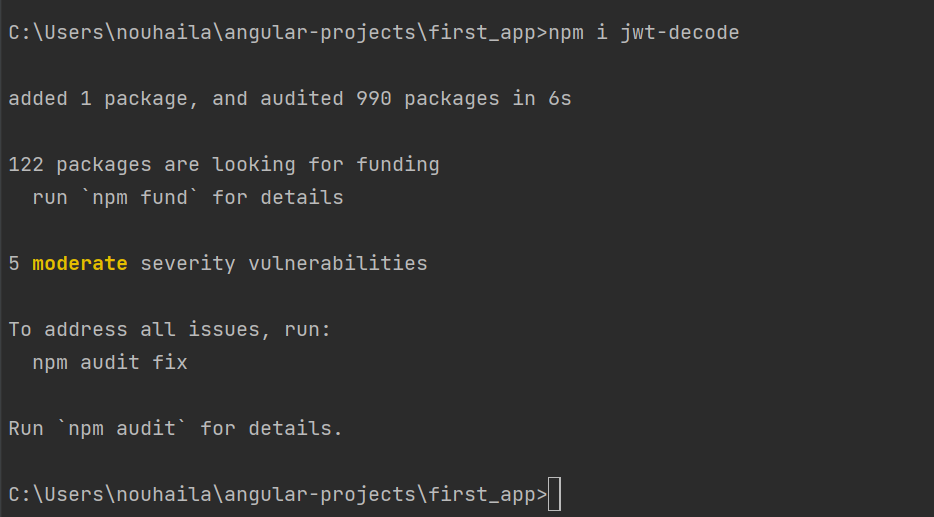 C:\Users\nouhaila\angular-projects\first_app>npm i jwt-decode
added 1 package, and audited 990 packages in 6s
122 packages are looking for funding
run `npm fund` for details
5 moderate severity vulnerabilities
To address all issues, run:
npm audit fix
Run `npm audit` for details.
C:\Users\nouhaila\angular-projects\first_app>